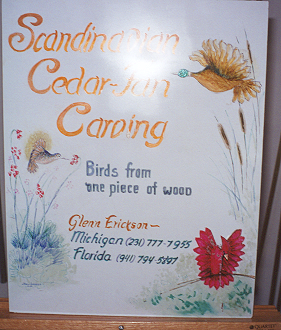 Scandinavian
Cedar-Fan
Carving
Birds from
one piece of wood
Glenn Erickson—
Michigan (231) 777-7955
Florida (941) 794-5897